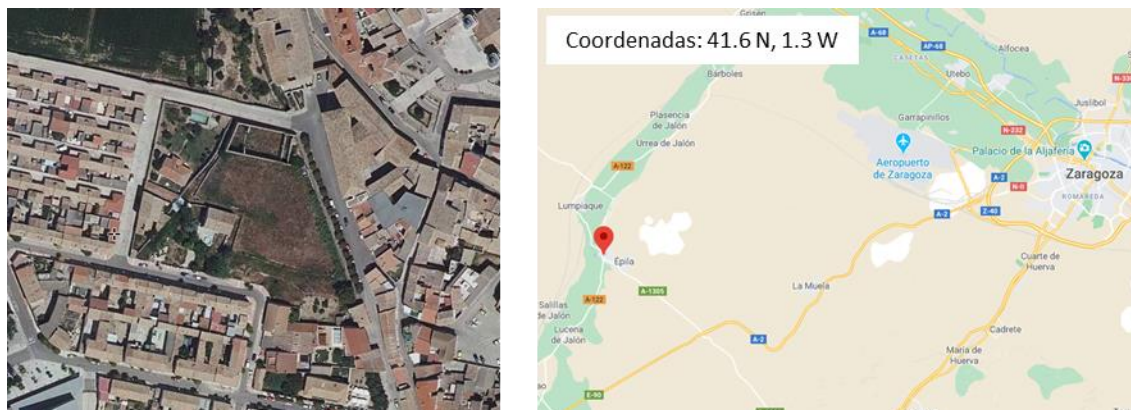 Coordenadas: 41.6 N, 1.3 W
Grisén
A-68
AP-68
Alfocea
CASETAS
Utebo
Bárboles
N-330
Juslibol
Plasencia
de Jalón
Garrapinillos
N-232
Urrea de Jalón
Palacio de la Aljafería
Aeropuerto
de Zaragoza
A-122
A-2
Zaragoza
N-II
ROMAREDA
Lumpiaque
A-2
Z-40
Épila
Cuarte de
Huerva
A-1305
La Muela
A-122
Salillas
de Jalón
Lucena
de Jalón
A-2
Cadrete
María de
Huerva
E-90